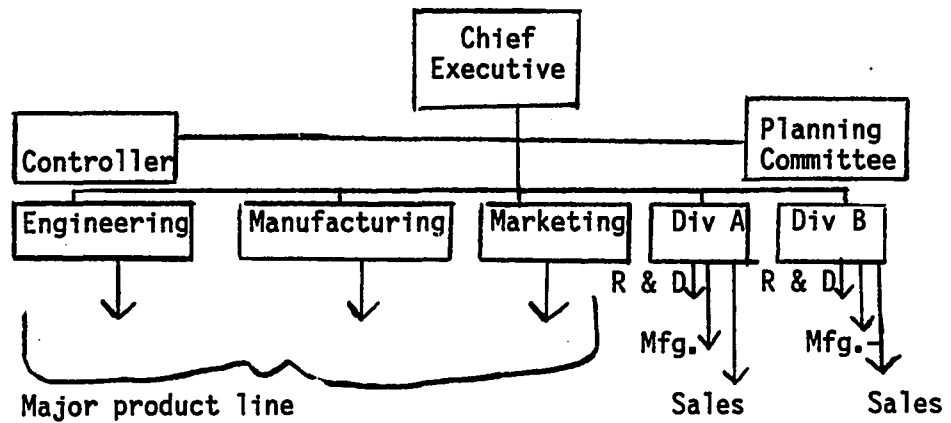 Chief
Executive
Controller
Planning
Committee
Engineering
Manufacturing
Marketing
Div A
Div B
R & D
R & D
Mfg.
Mfg.
Major product line
Sales
Sales